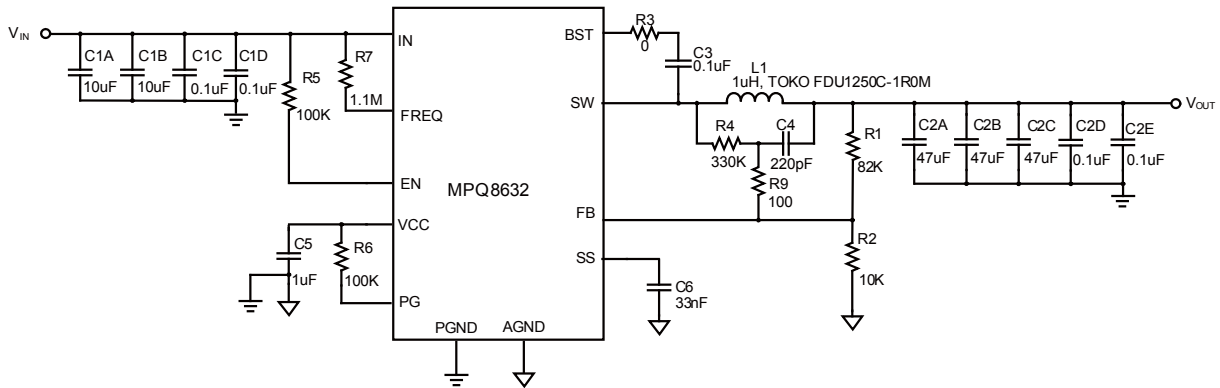 V IN
C1A
10uF
C1B
10uF
C1C
0.1uF
C1D
0.1uF
R5
100K
R7
1.1M
IN
FREQ
EN
VCC
PG
C5
1uF
R6
100K
MPQ8632
PGND
AGND
BST
SW
FB
SS
R3
0
C3
0.1uF
L1
1uH, TOKO FDU1250C-1R0M
R4
330K
C4
220pF
R9
100
R1
82K
R2
10K
C6
33nF
C2A
47uF
C2B
47uF
C2C
47uF
C2D
0.1uF
C2E
0.1uF
VOUT